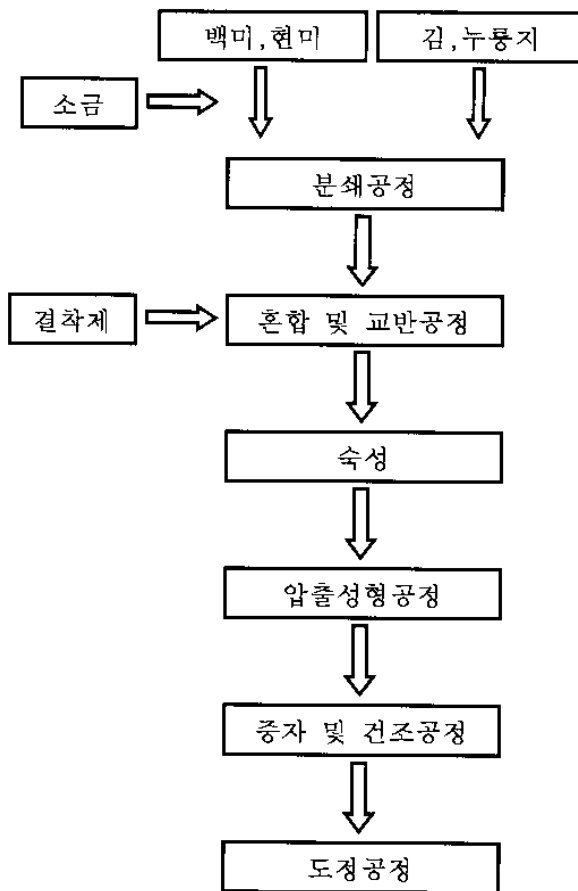 백미,현미
김,누룽지
소금
분쇄공정
결착제
혼합 및 교반공정
숙성
압출성형공정
증자 및 건조공정
도정공정